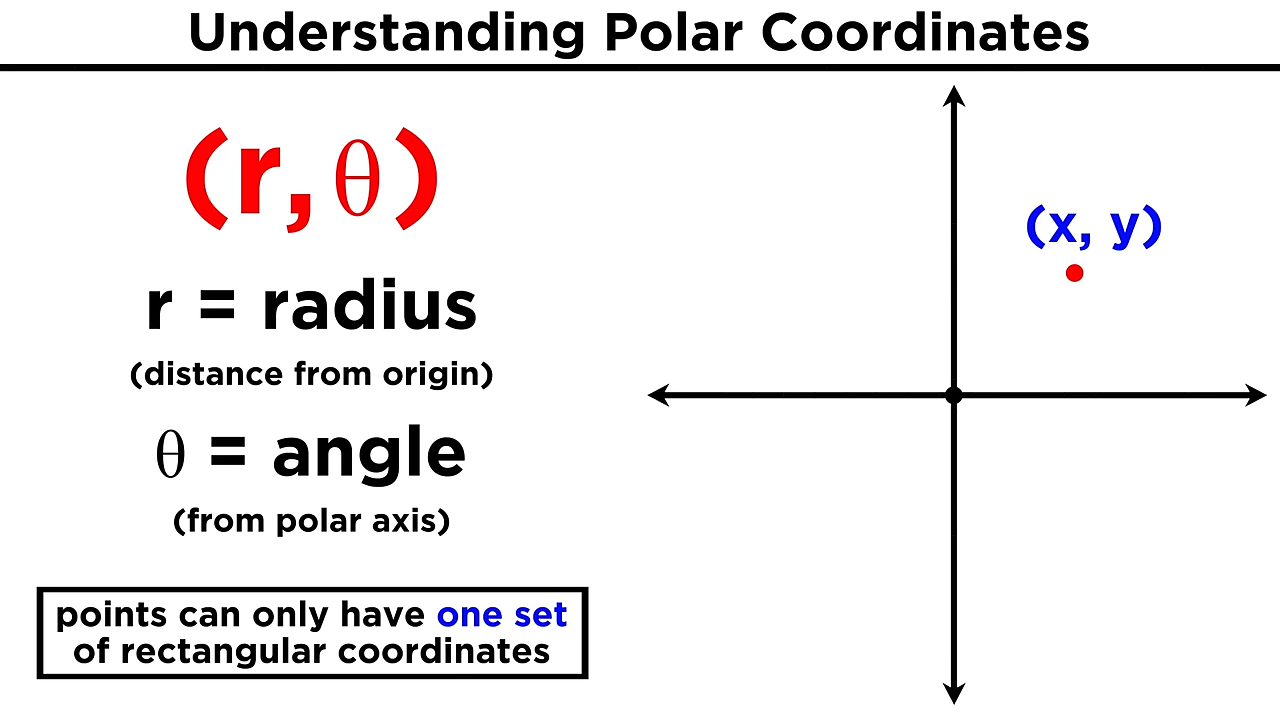 Understanding Polar Coordinates
(r, θ)
r = radius
(distance from origin)
θ = angle
(from polar axis)
points can only have one set
of rectangular coordinates
(x, y)